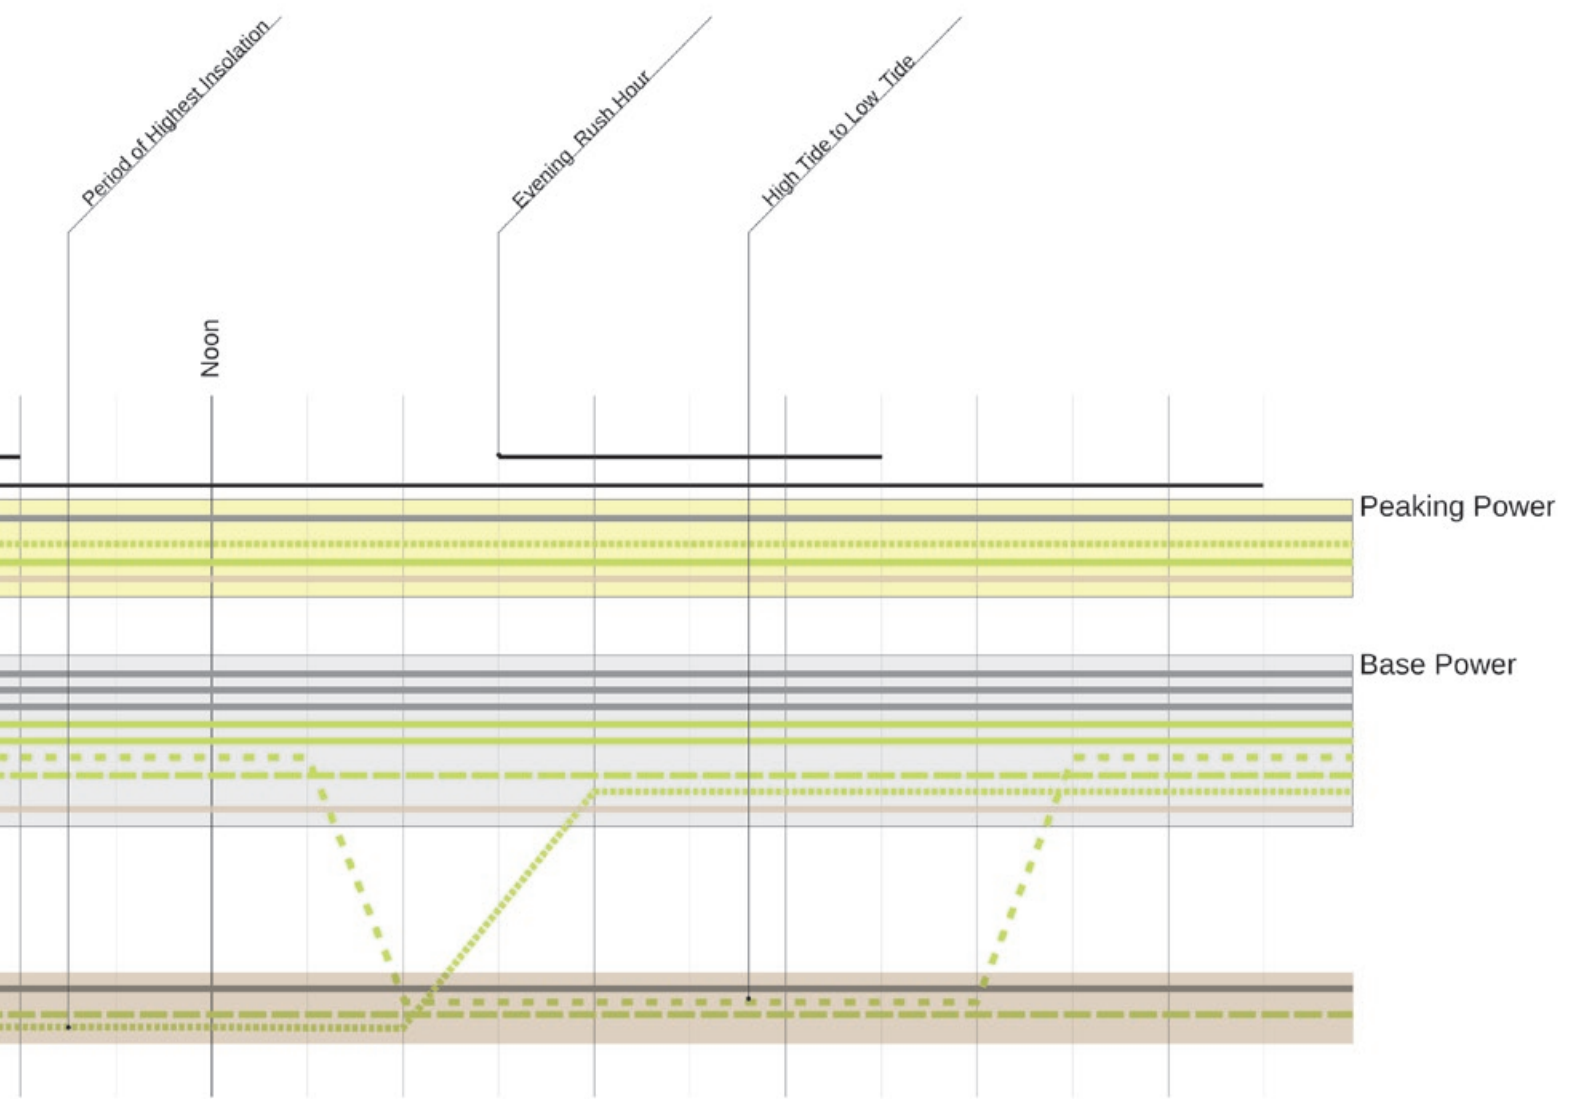 Period of Highest Insolation
Evening Rush Hour
High Tide to Low Tide
Noon
Peaking Power
Base Power